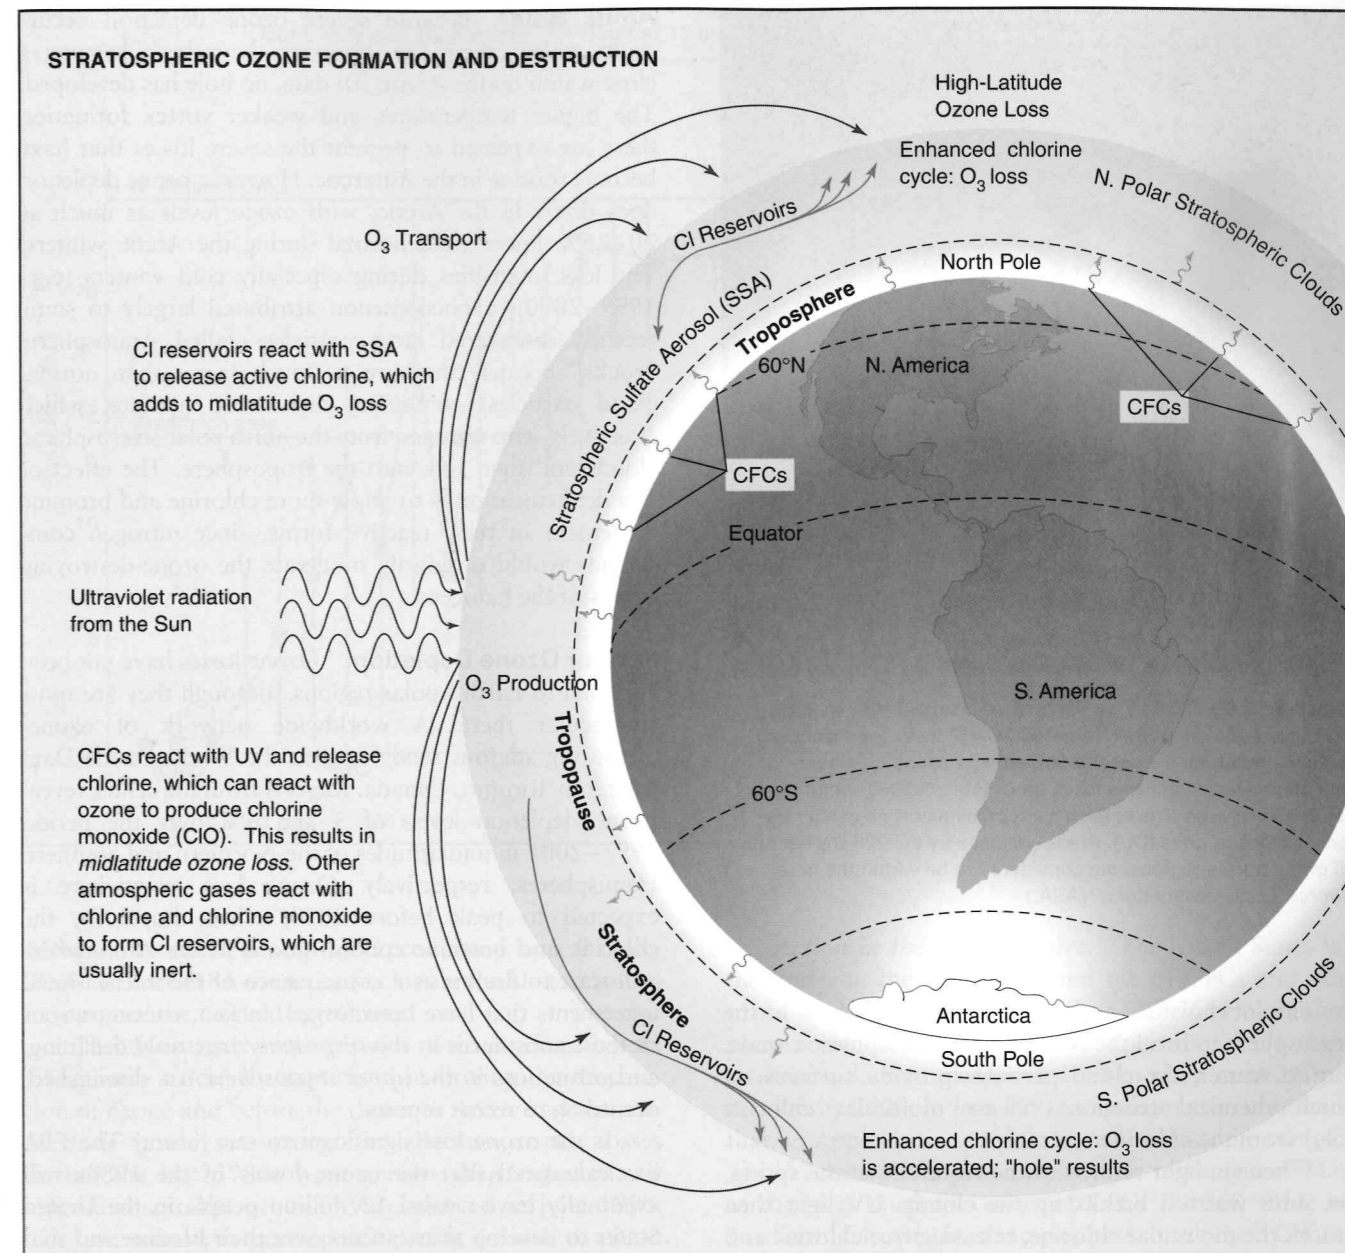 STRATOSPHERIC OZONE FORMATION AND DESTRUCTION
High-Latitude
Ozone Loss
Enhanced chlorine
cycle: O₃ loss
N. Polar Stratospheric Clouds
O₃ Transport
Cl Reservoirs
North Pole
Stratospheric Sulfate Aerosol (SSA)
Troposphere
Cl reservoirs react with SSA
to release active chlorine, which
adds to midlatitude O₃ loss
60°N
N. America
CFCs
CFCs
Equator
Ultraviolet radiation
from the Sun
O₃ Production
S. America
Tropopause
CFCs react with UV and release
chlorine, which can react with
ozone to produce chlorine
monoxide (ClO). This results in
midlatitude ozone loss. Other
atmospheric gases react with
chlorine and chlorine monoxide
to form Cl reservoirs, which are
usually inert.
60°S
Stratosphere
Cl Reservoirs
Antarctica
South Pole
S. Polar Stratospheric Clouds
Enhanced chlorine cycle: O₃ loss
is accelerated; "hole" results